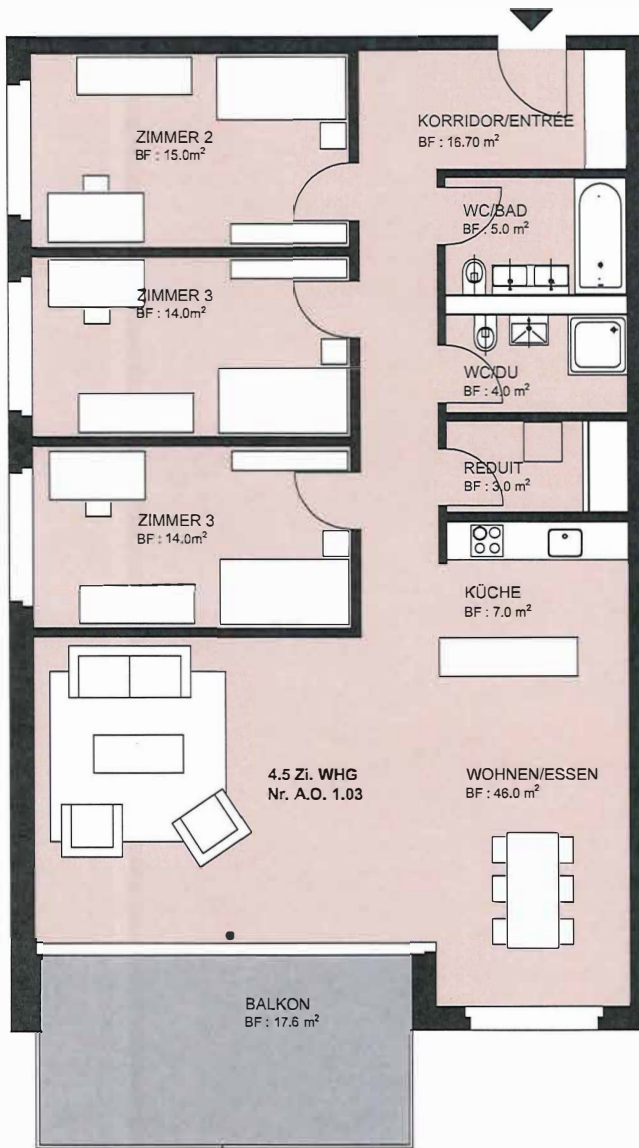 ZIMMER 2
BF : 15.0m²
KORRIDOR/ENTRÉE
BF : 16.70 m²
WC/BAD
BF : 5.0 m²
ZIMMER 3
BF : 14.0m²
WC/DU
BF : 4.0 m²
REDUIT
BF : 3.0 m²
ZIMMER 3
BF : 14.0m²
KÜCHE
BF : 7.0 m²
4.5 Zi. WHG
Nr. A.O. 1.03
WOHNEN/ESSEN
BF : 46.0 m²
BALKON
BF : 17.6 m²